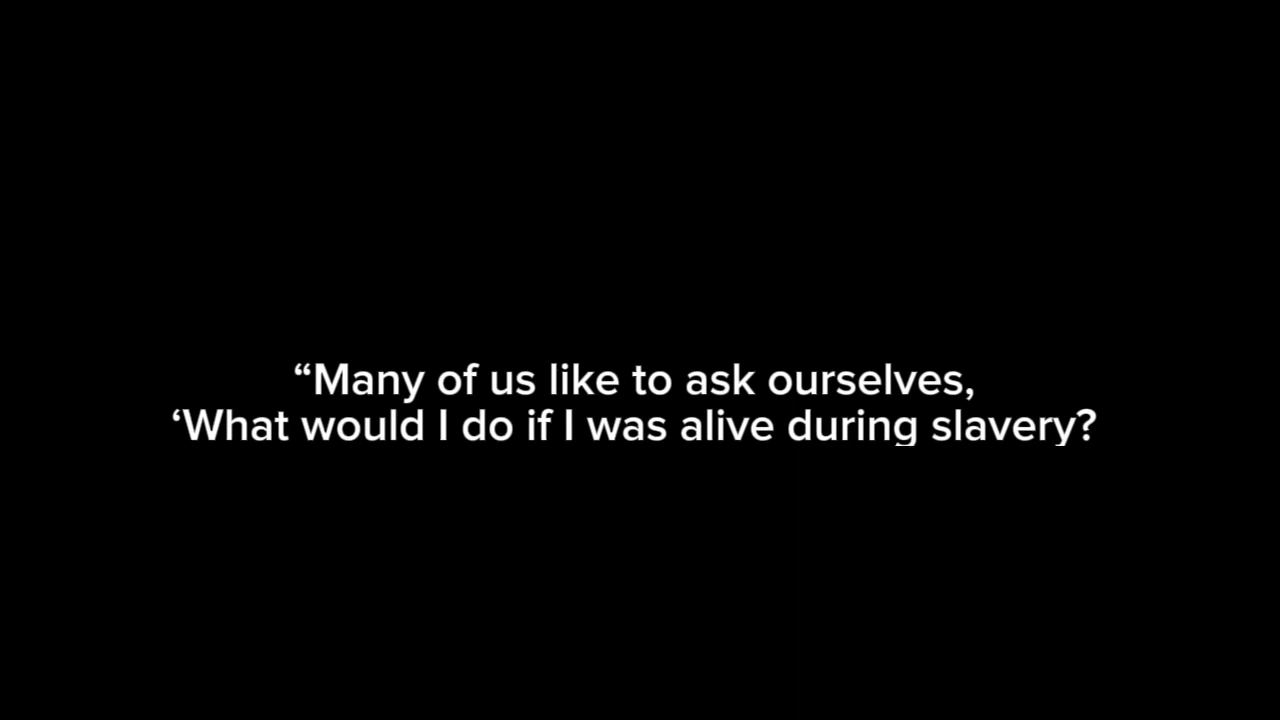 “Many of us like to ask ourselves,
‘What would I do if I was alive during slavery?